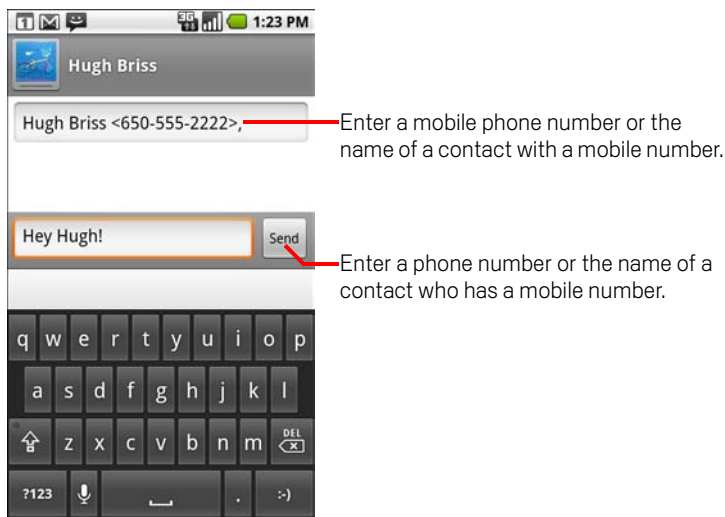 1 3G 1:23 PM
Hugh Briss
Hugh Briss <650-555-2222>,
Enter a mobile phone number or the
name of a contact with a mobile number.
Hey Hugh!
Send
Enter a phone number or the name of a
contact who has a mobile number.
q w e r t y u i o p
a s d f g h j k l
z x c v b n m DEL
?123 . :-)